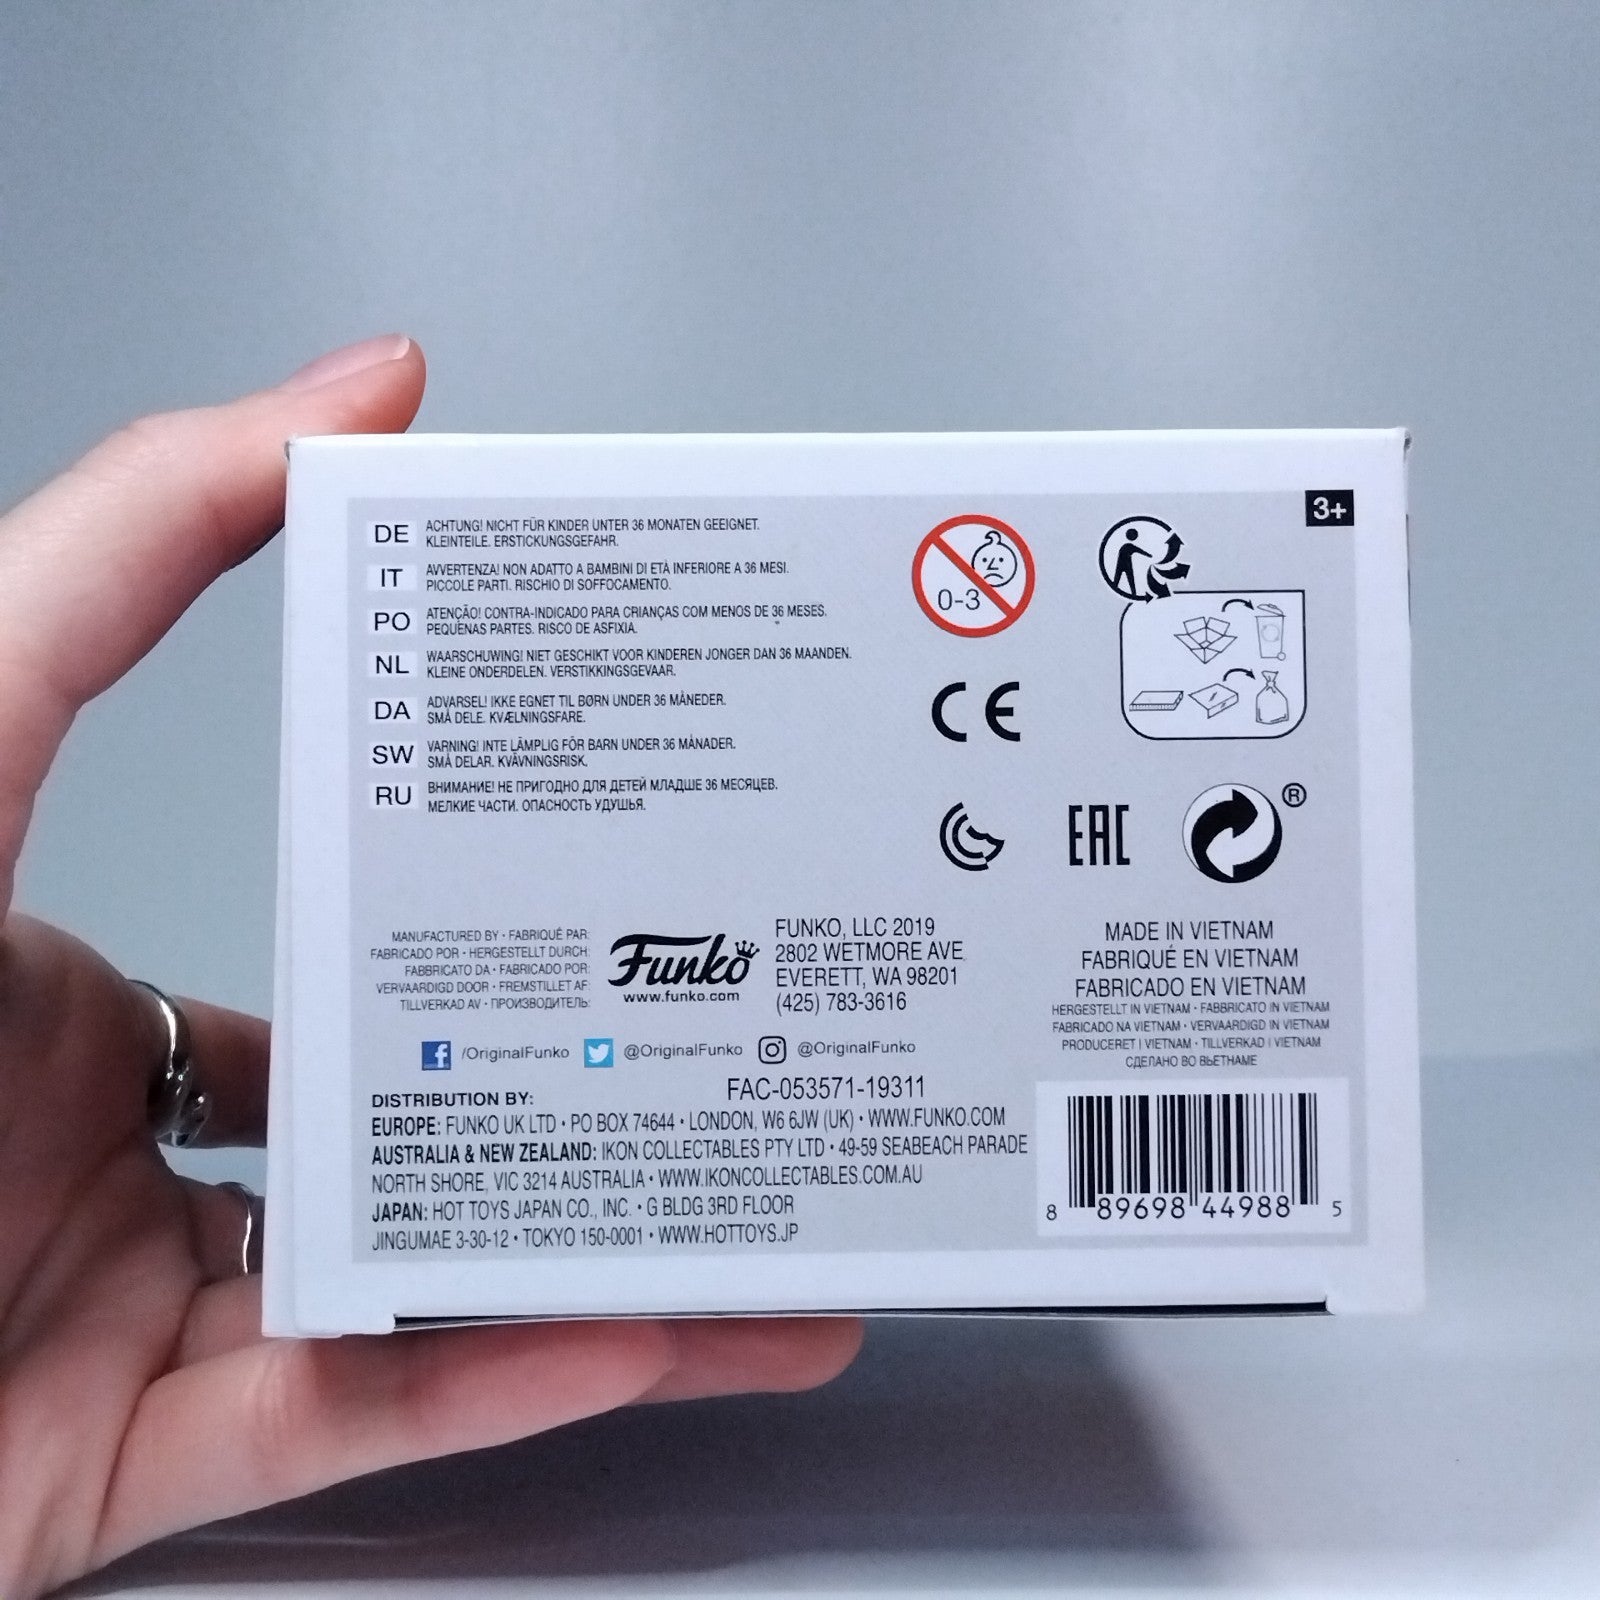 3+
DE ACHTUNG! NICHT FÜR KINDER UNTER 36 MONATEN GEEIGNET.
KLEINTEILE. ERSTICKUNGSGEFAHR.
IT AVVERTENZA! NON ADATTO A BAMBINI DI ETÀ INFERIORE A 36 MESI.
PICCOLE PARTI. RISCHIO DI SOFFOCAMENTO.
PO ATENÇÃO! CONTRA-INDICADO PARA CRIANÇAS COM MENOS DE 36 MESES.
PEQUENAS PARTES. RISCO DE ASFIXIA.
NL WAARSCHUWING! NIET GESCHIKT VOOR KINDEREN JONGER DAN 36 MAANDEN.
KLEINE ONDERDELEN. VERSTIKKINGSGEVAAR.
DA ADVARSEL! IKKE EGNET TIL BØRN UNDER 36 MÅNEDER.
SMÅ DELE. KVÆLNINGSFARE.
SW VARNING! INTE LÄMPLIG FÖR BARN UNDER 36 MÅNADER.
SMÅ DELAR. KVÄVNINGSRISK.
RU ВНИМАНИЕ! НЕ ПРИГОДНО ДЛЯ ДЕТЕЙ МЛАДШЕ 36 МЕСЯЦЕВ.
МЕЛКИЕ ЧАСТИ. ОПАСНОСТЬ УДУШЬЯ.
0-3
CE
EAC
®
MANUFACTURED BY • FABRIQUÉ PAR:
FABRICADO POR • HERGESTELLT DURCH:
FABBRICATO DA • FABRICADO POR:
VERVAARDIGD DOOR • FREMSTILLET AF:
TILLVERKAD AV • ПРОИЗВОДИТЕЛЬ:
Funko
www.funko.com
FUNKO, LLC 2019
2802 WETMORE AVE
EVERETT, WA 98201
(425) 783-3616
MADE IN VIETNAM
FABRIQUÉ EN VIETNAM
FABRICADO EN VIETNAM
HERGESTELLT IN VIETNAM • FABBRICATO IN VIETNAM
FABRICADO NA VIETNAM • VERVAARDIGD IN VIETNAM
PRODUCERET I VIETNAM • TILLVERKAD I VIETNAM
СДЕЛАНО ВО ВЬЕТНАМЕ
/OriginalFunko @OriginalFunko @OriginalFunko
FAC-053571-19311
DISTRIBUTION BY:
EUROPE: FUNKO UK LTD • PO BOX 74644 • LONDON, W6 6JW (UK) • WWW.FUNKO.COM
AUSTRALIA & NEW ZEALAND: IKON COLLECTABLES PTY LTD • 49-59 SEABEACH PARADE
NORTH SHORE, VIC 3214 AUSTRALIA • WWW.IKONCOLLECTABLES.COM.AU
JAPAN: HOT TOYS JAPAN CO., INC. • G BLDG 3RD FLOOR
JINGUMAE 3-30-12 • TOKYO 150-0001 • WWW.HOTTOYS.JP
8 89698 44988 5